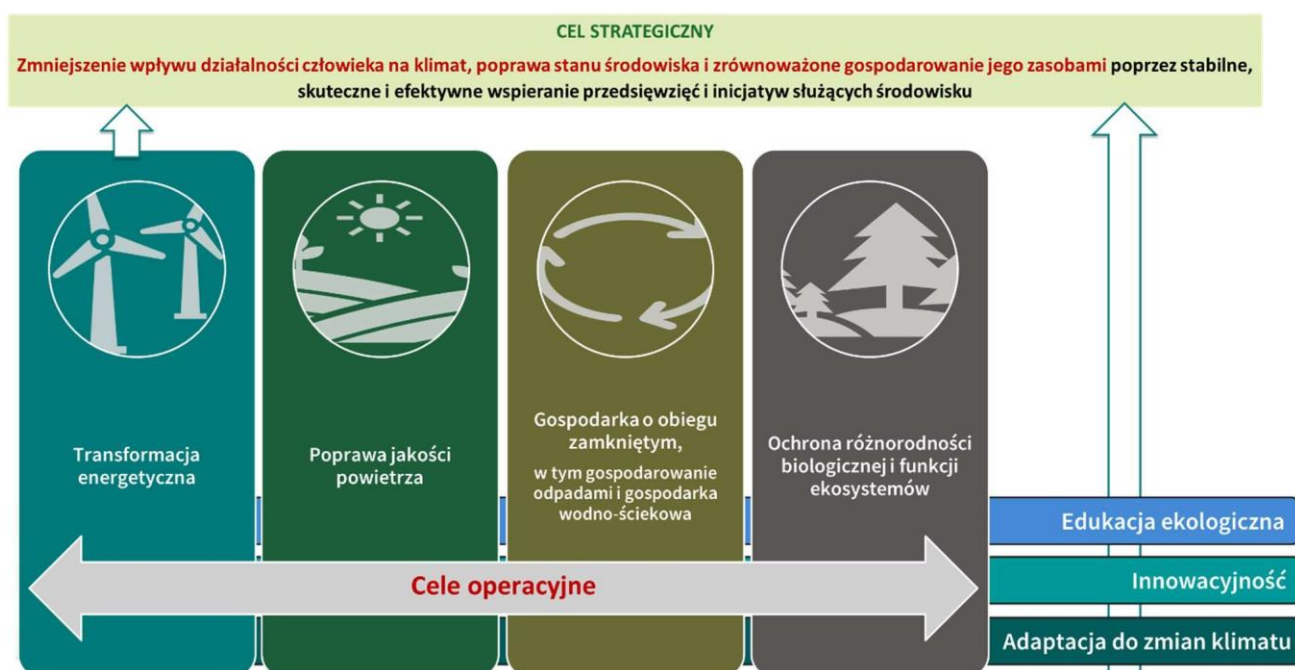 CEL STRATEGICZNY
Zmniejszenie wpływu działalności człowieka na klimat, poprawa stanu środowiska i zrównoważone gospodarowanie jego zasobami poprzez stabilne,
skuteczne i efektywne wspieranie przedsięwzięć i inicjatyw służących środowisku
Transformacja
energetyczna
Poprawa jakości
powietrza
Gospodarka o obiegu
zamkniętym,
w tym gospodarowanie
odpadami i gospodarka
wodno-ściekowa
Ochrona różnorodności
biologicznej i funkcji
ekosystemów
Edukacja ekologiczna
Cele operacyjne
Innowacyjność
Adaptacja do zmian klimatu